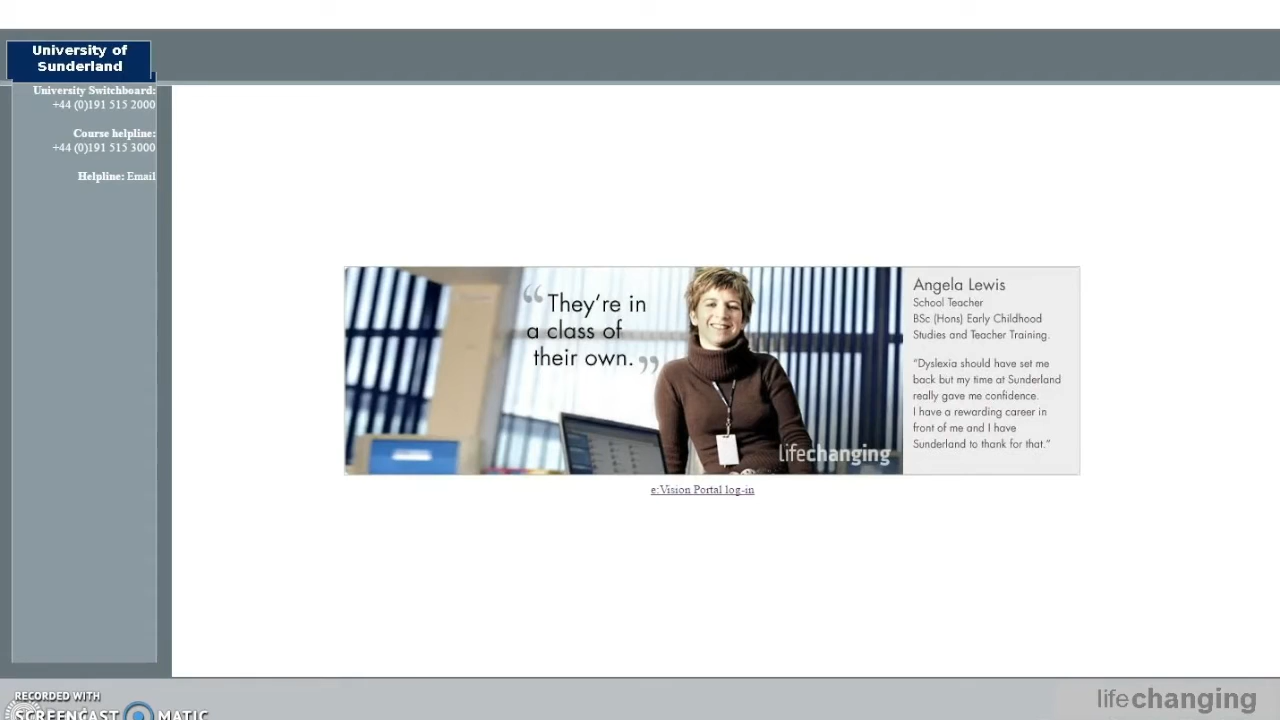 University of
Sunderland
University Switchboard:
+44 (0)191 515 2000
Course helpline:
+44 (0)191 515 3000
Helpline: Email
“They’re in
a class of
their own.”
lifechanging
Angela Lewis
School Teacher
BSc (Hons) Early Childhood
Studies and Teacher Training.
“Dyslexia should have set me
back but my time at Sunderland
really gave me confidence.
I have a rewarding career in
front of me and I have
Sunderland to thank for that.”
e:Vision Portal log-in
RECORDED WITH
SCREENCAST MATIC
lifechanging